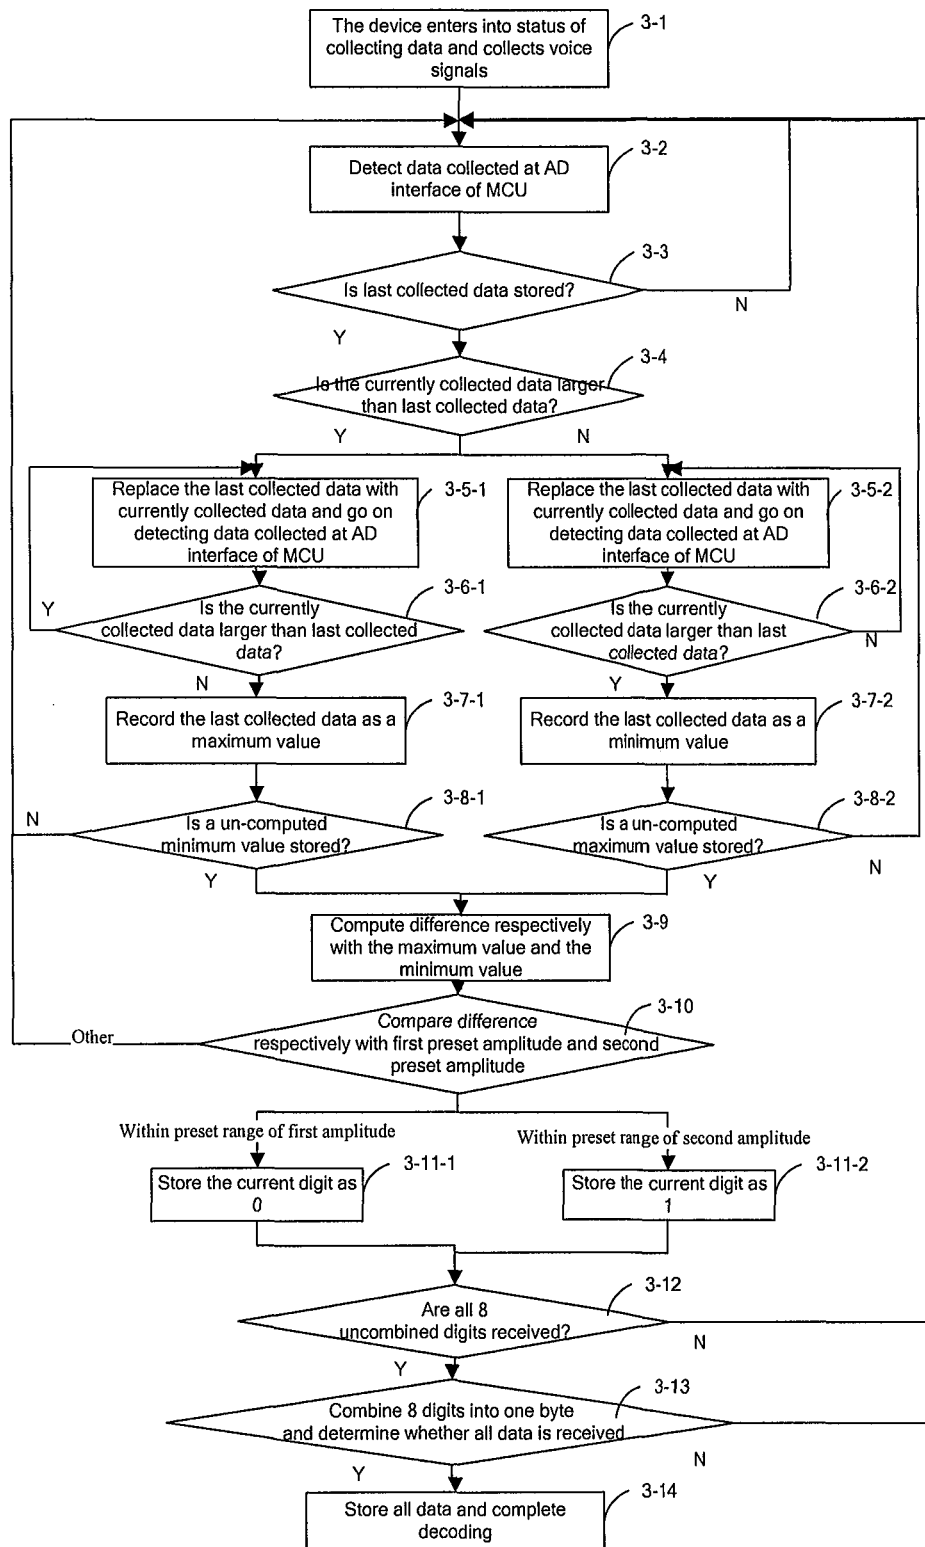 The device enters into status of
collecting data and collects voice
signals
3-1
Detect data collected at AD
interface of MCU
3-2
Is last collected data stored?
3-3
N
Y
Is the currently collected data larger
than last collected data?
3-4
Y
N
Replace the last collected data with
currently collected data and go on
detecting data collected at AD
interface of MCU
3-5-1
Replace the last collected data with
currently collected data and go on
detecting data collected at AD
interface of MCU
3-5-2
Is the currently
collected data larger than last collected
data?
3-6-1
Y
N
Is the currently
collected data larger than last
collected data?
3-6-2
N
Y
Record the last collected data as a
maximum value
3-7-1
Record the last collected data as a
minimum value
3-7-2
Is a un-computed
minimum value stored?
3-8-1
N
Y
Is a un-computed
maximum value stored?
3-8-2
N
Y
Compute difference respectively
with the maximum value and the
minimum value
3-9
Compare difference
respectively with first preset amplitude and second
preset amplitude
3-10
Other
Within preset range of first amplitude
Within preset range of second amplitude
Store the current digit as
0
3-11-1
Store the current digit as
1
3-11-2
Are all 8
uncombined digits received?
3-12
N
Y
Combine 8 digits into one byte
and determine whether all data is received
3-13
N
Y
Store all data and complete
decoding
3-14